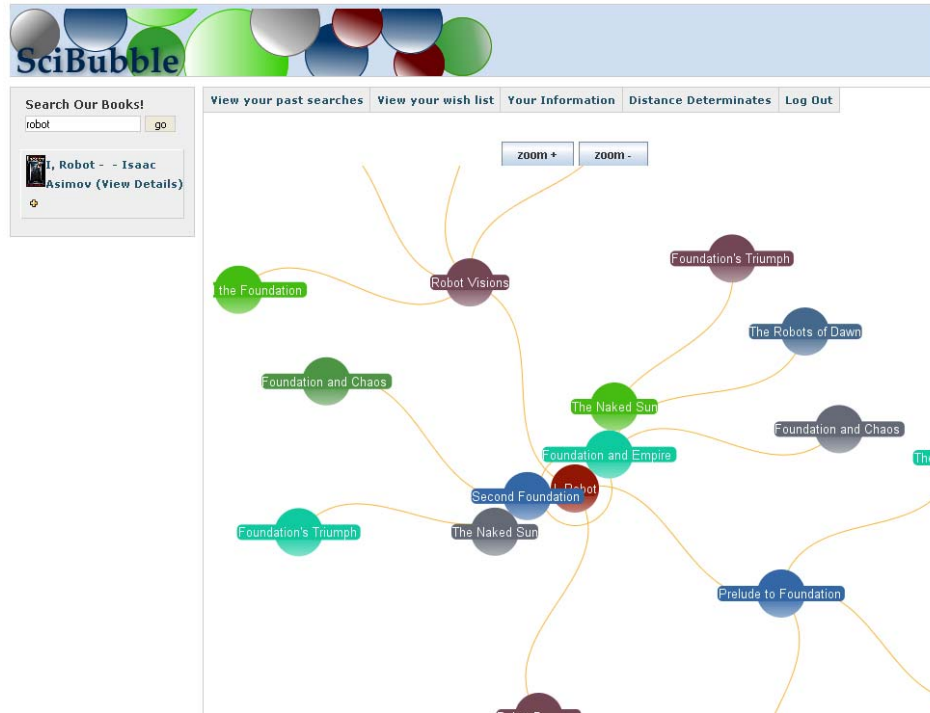 SciBubble
Search Our Books!
robot
go
I, Robot - - Isaac
Asimov (View Details)
View your past searches
View your wish list
Your Information
Distance Determinates
Log Out
zoom +
zoom -
Foundation's Triumph
Robot Visions
the Foundation
The Robots of Dawn
Foundation and Chaos
The Naked Sun
Foundation and Chaos
Foundation and Empire
I, Robot
Second Foundation
Foundation's Triumph
The Naked Sun
Prelude to Foundation